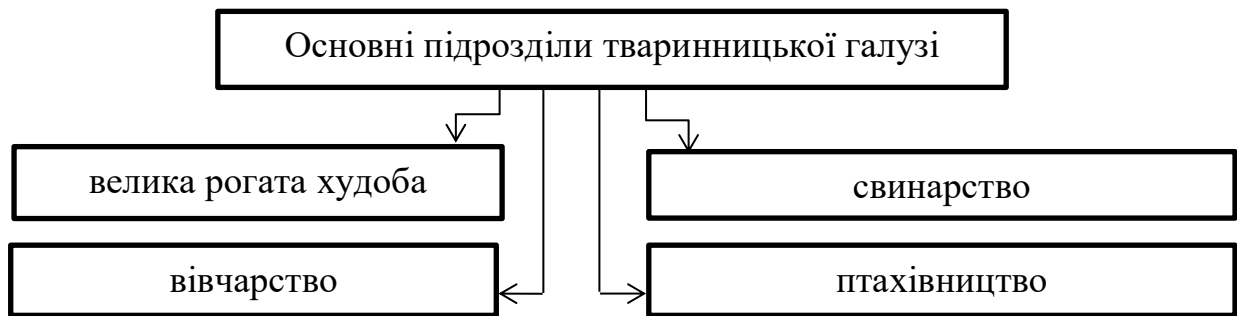 Основні підрозділи тваринницької галузі
велика рогата худоба
свинарство
вівчарство
птахівництво